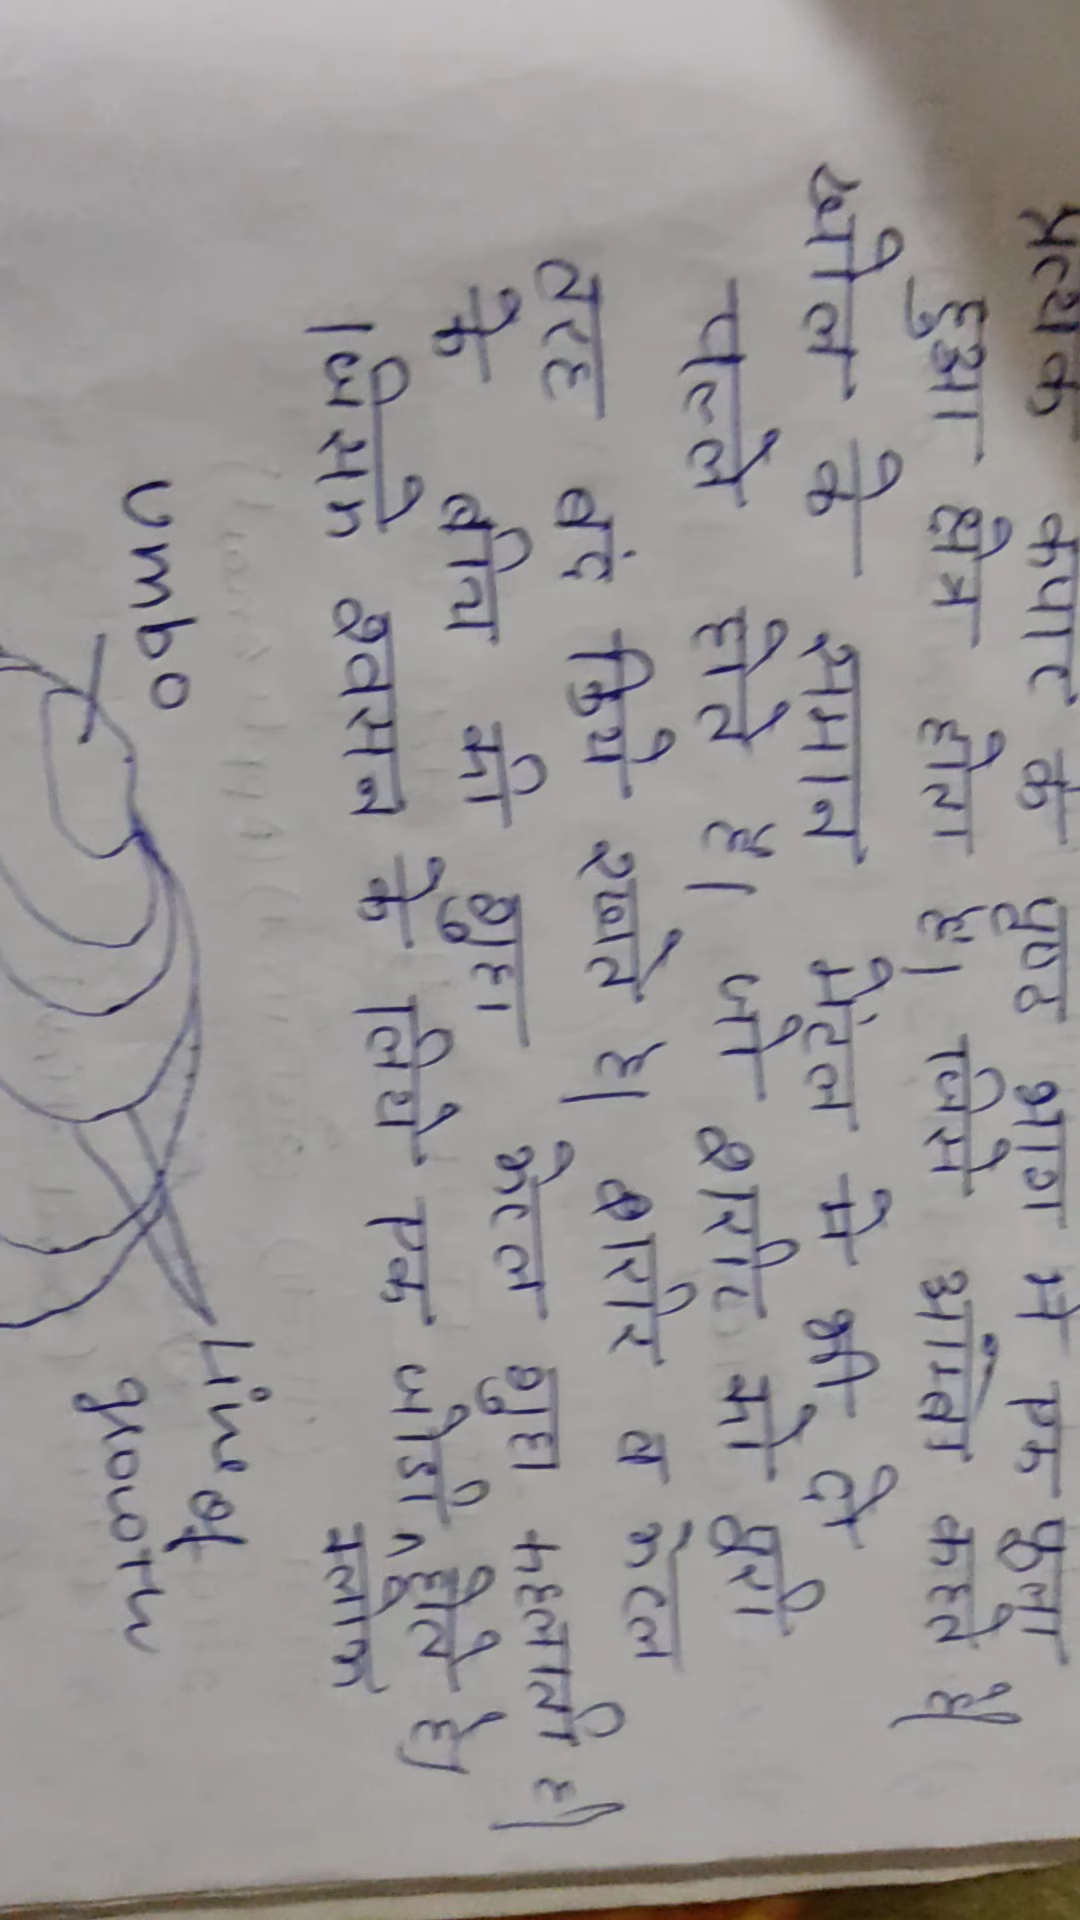 प्रत्येक कपाट के पृष्ठ भाग मे एक फुला
हुआ क्षेत्र होता है। जिसे अम्बा कहते है।
खोल के समान मेंटल मे भी दो
पल्ले होते है। जो शरीर को पुरी
तरह बंद किये रखते है। शरीर व मेंटल
के बीच की गुहा मेंटल गुहा कहलाती है।
जिसमे श्वसन के लिये एक जोडी होते है
क्लोम
Umbo
Line of
growth